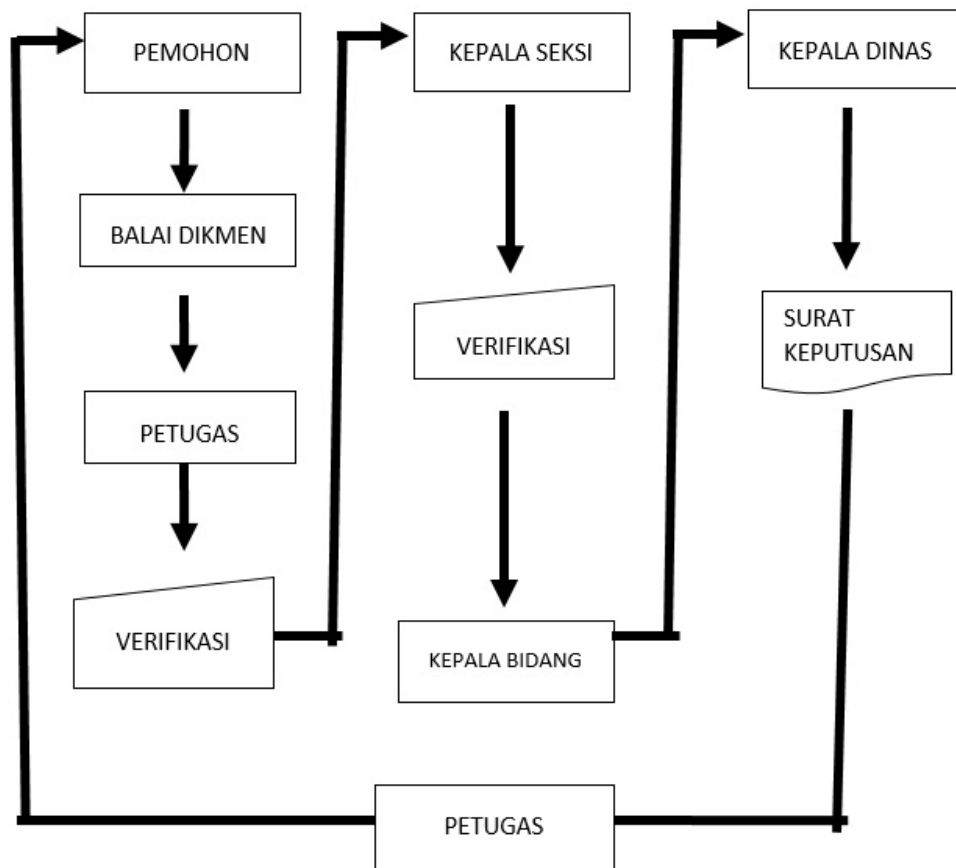 PEMOHON
BALAI DIKMEN
PETUGAS
VERIFIKASI
KEPALA SEKSI
VERIFIKASI
KEPALA BIDANG
KEPALA DINAS
SURAT
KEPUTUSAN
PETUGAS